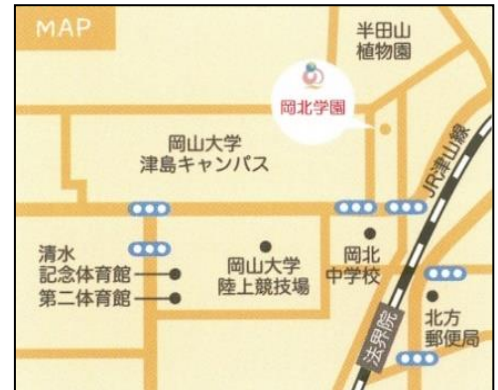 MAP
半田山
植物園
岡北学園
岡山大学
津島キャンパス
JR津山線
清水
記念体育館
第二体育館
岡山大学
陸上競技場
岡北
中学校
法界院
北方
郵便局